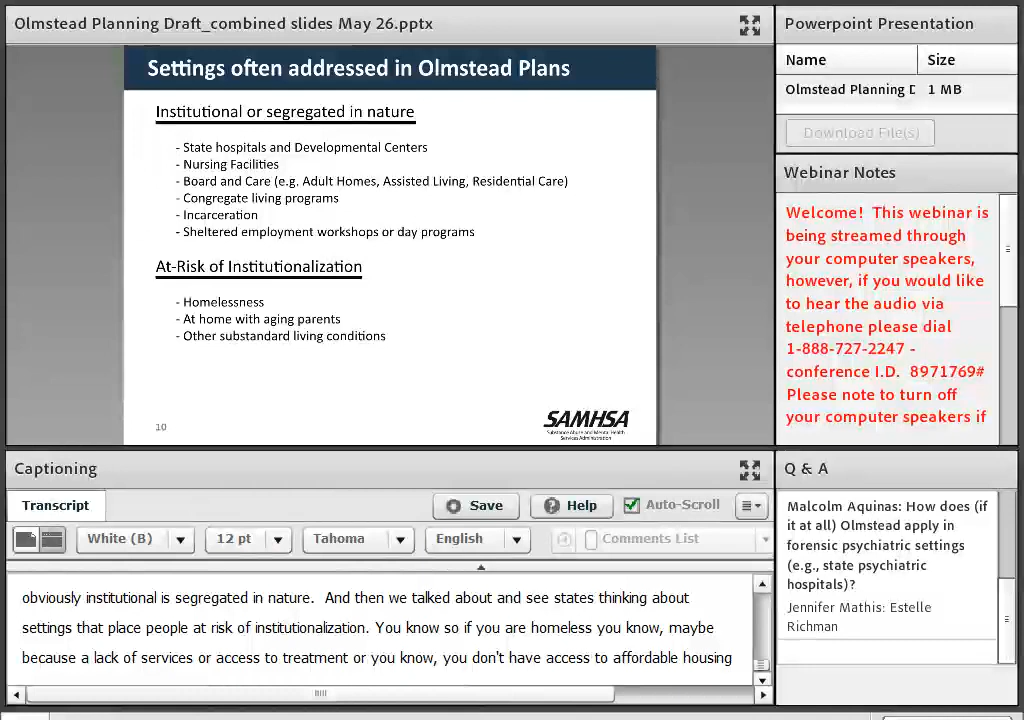 Olmstead Planning Draft_combined slides May 26.pptx
Settings often addressed in Olmstead Plans
Institutional or segregated in nature
- State hospitals and Developmental Centers
- Nursing Facilities
- Board and Care (e.g. Adult Homes, Assisted Living, Residential Care)
- Congregate living programs
- Incarceration
- Sheltered employment workshops or day programs
At-Risk of Institutionalization
- Homelessness
- At home with aging parents
- Other substandard living conditions
10
SAMHSA
Substance Abuse and Mental Health
Services Administration
Powerpoint Presentation
Name Size
Olmstead Planning D 1 MB
Download File(s)
Webinar Notes
Welcome! This webinar is
being streamed through
your computer speakers,
however, if you would like
to hear the audio via
telephone please dial
1-888-727-2247 -
conference I.D. 8971769#
Please note to turn off
your computer speakers if
Captioning
Transcript Save Help Auto-Scroll
White (B) 12 pt Tahoma English Comments List
obviously institutional is segregated in nature. And then we talked about and see states thinking about
settings that place people at risk of institutionalization. You know so if you are homeless you know, maybe
because a lack of services or access to treatment or you know, you don't have access to affordable housing
Q & A
Malcolm Aquinas: How does (if
it at all) Olmstead apply in
forensic psychiatric settings
(e.g., state psychiatric
hospitals)?
Jennifer Mathis: Estelle
Richman